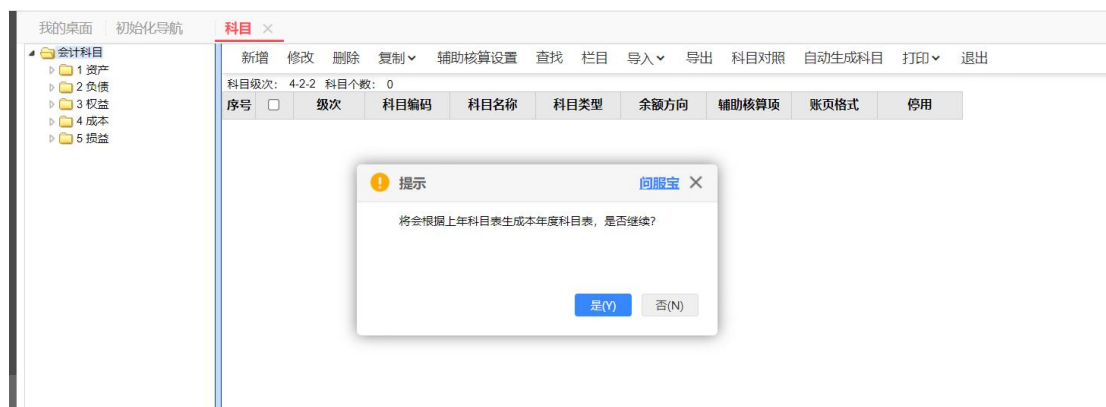 我的桌面 初始化导航 科目
会计科目
1 资产
2 负债
3 权益
4 成本
5 损益
新增 修改 删除 复制 辅助核算设置 查找 栏目 导入 导出 科目对照 自动生成科目 打印 退出
科目级次: 4-2-2 科目个数: 0
序号 级次 科目编码 科目名称 科目类型 余额方向 辅助核算项 账页格式 停用
提示 问服宝
将会根据上年科目表生成本年度科目表，是否继续?
是(Y) 否(N)